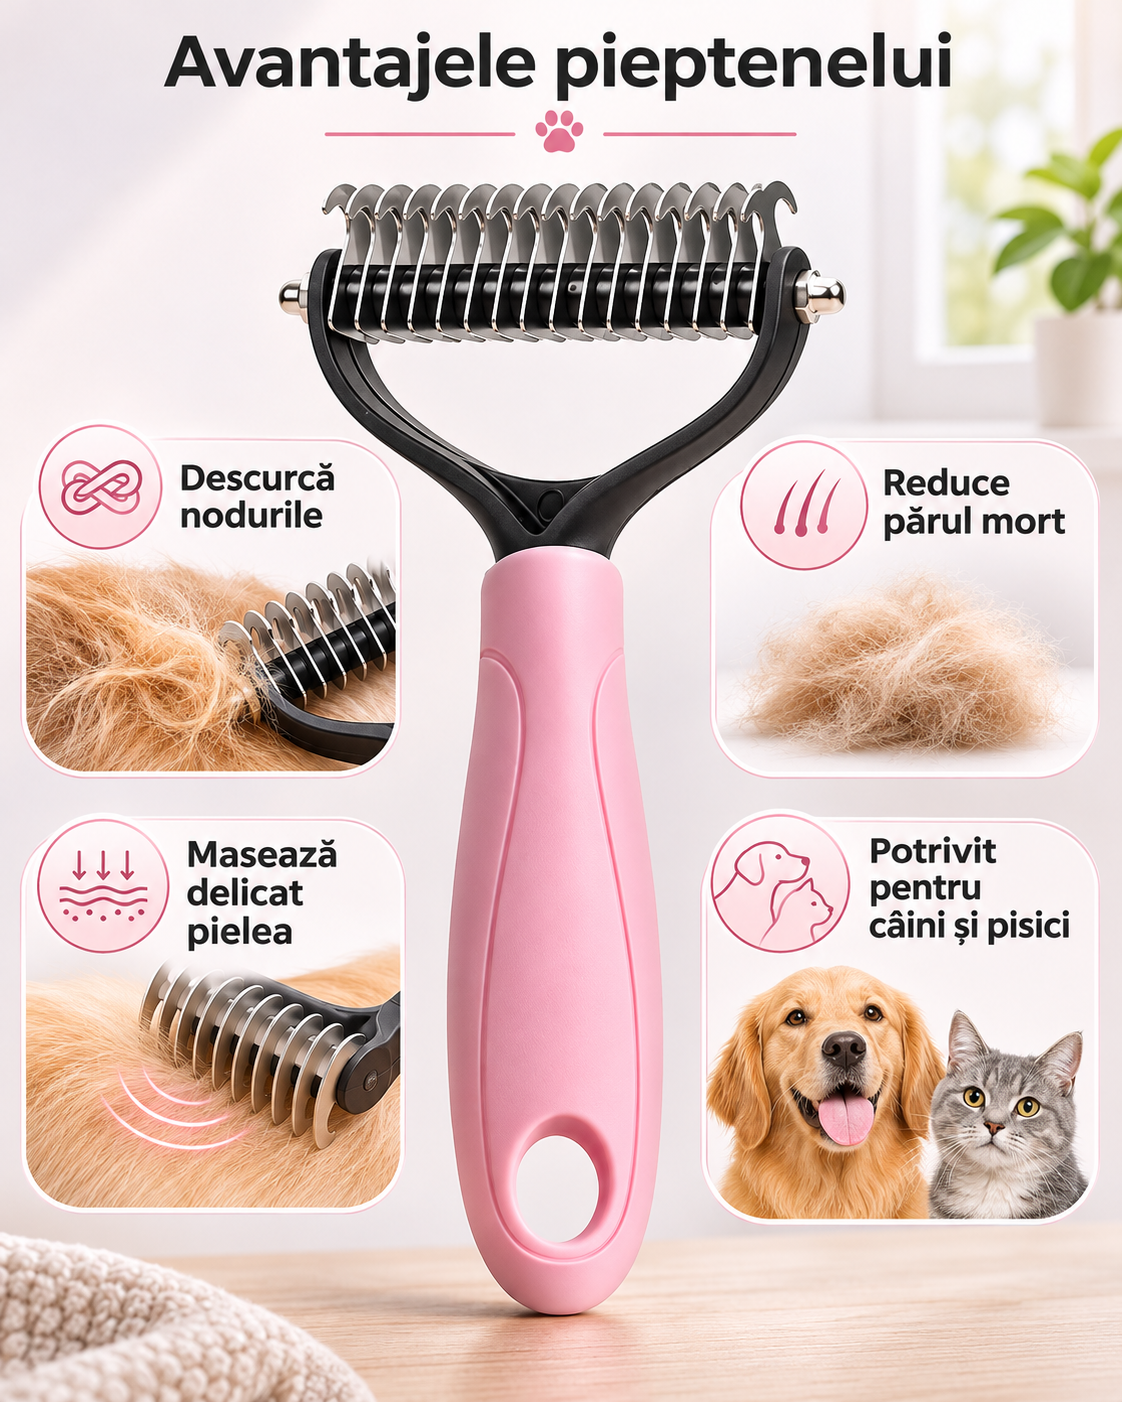 Avantajele pieptenelui
Descurcă
nodurile
Reduce
părul mort
Masează
delicat
pielea
Potrivit
pentru
câini și pisici